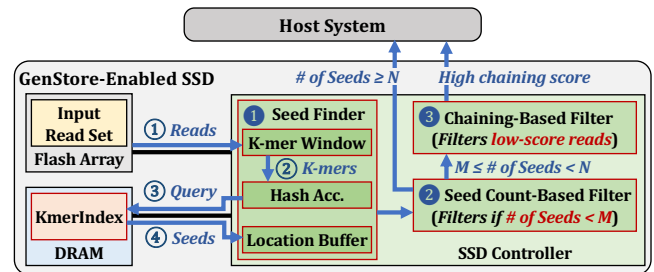 Host System
GenStore-Enabled SSD
# of Seeds ≥ N
High chaining score
Input
Read Set
Flash Array
① Reads
❶ Seed Finder
K-mer Window
② K-mers
Hash Acc.
Location Buffer
③ Query
④ Seeds
KmerIndex
DRAM
❸ Chaining-Based Filter
(Filters low-score reads)
M ≤ # of Seeds < N
❷ Seed Count-Based Filter
(Filters if # of Seeds < M)
SSD Controller